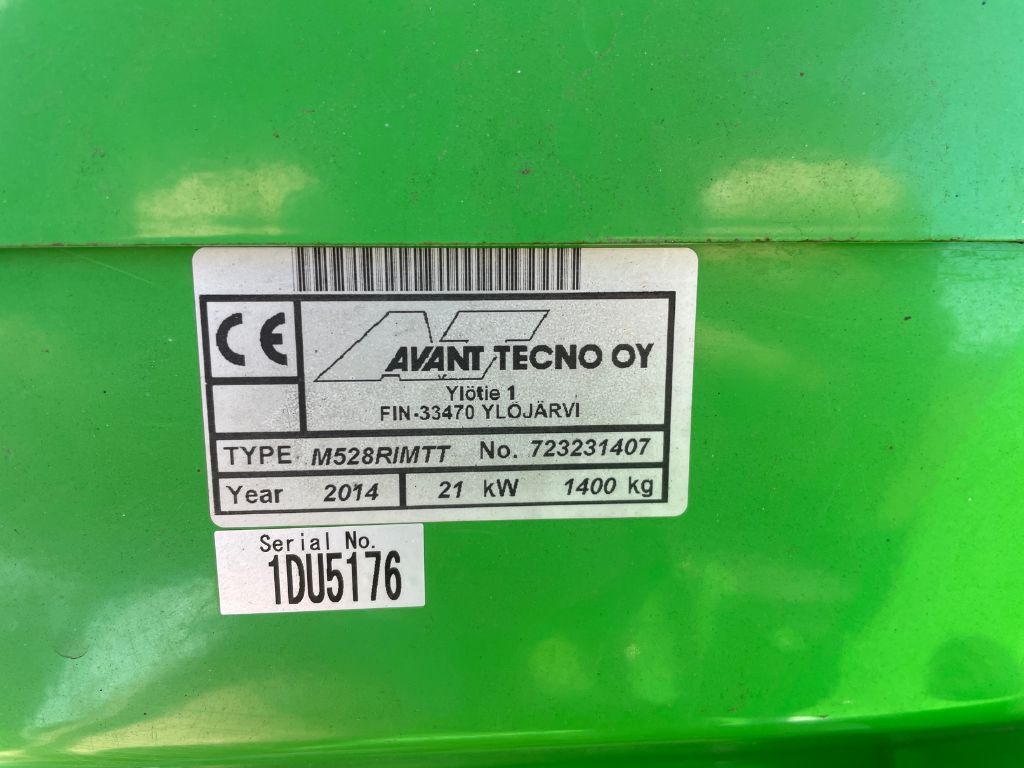 CE
AVANT TECNO OY
Ylötie 1
FIN-33470 YLÖJÄRVI
TYPE M528RIMTT No. 723231407
Year 2014 21 kW 1400 kg
Serial No.
1DU5176